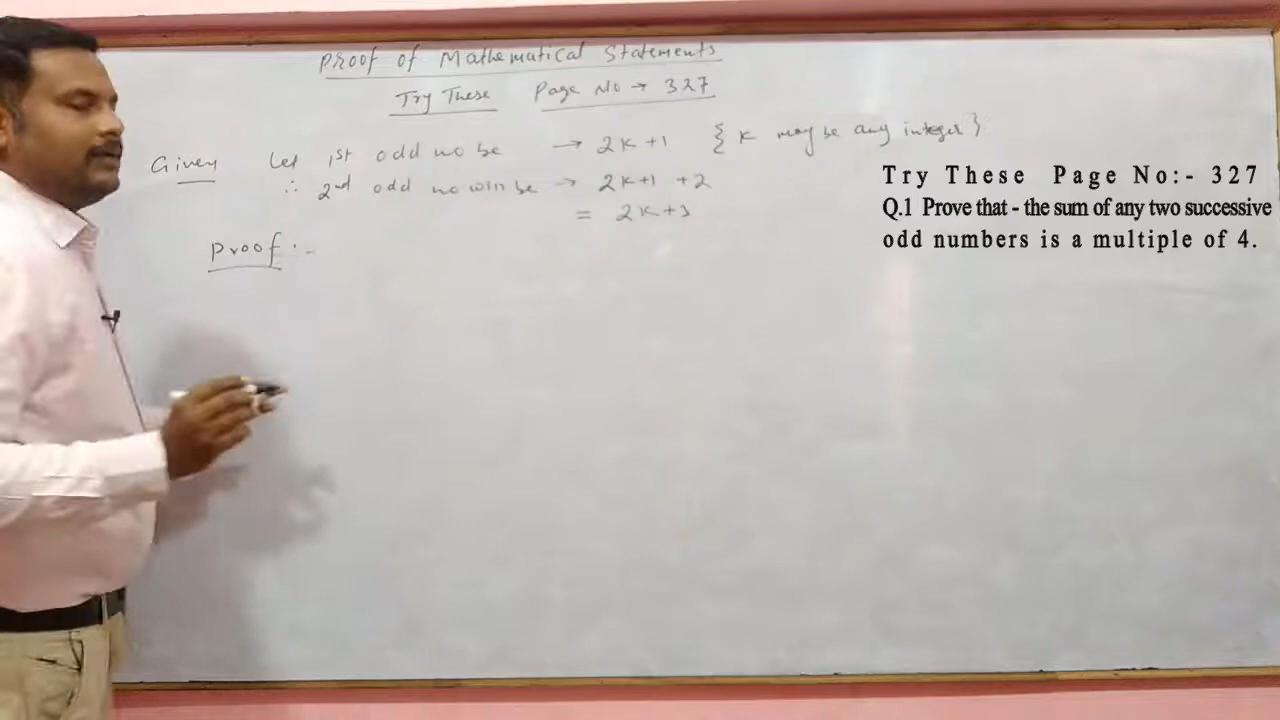 Proof of Mathematical Statements
Try These Page No → 327
Given Let 1st odd no be → 2K+1 { K may be any integer }
∴ 2nd odd no will be → 2K+1 +2
= 2K+3
Proof :-
Try These Page No:- 327
Q.1 Prove that - the sum of any two successive
odd numbers is a multiple of 4.